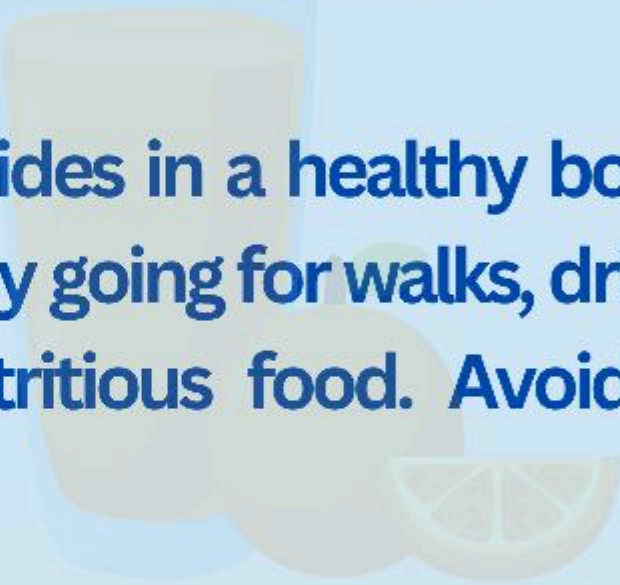 ides in a healthy bo
y going for walks, dr
tritious food. Avoid